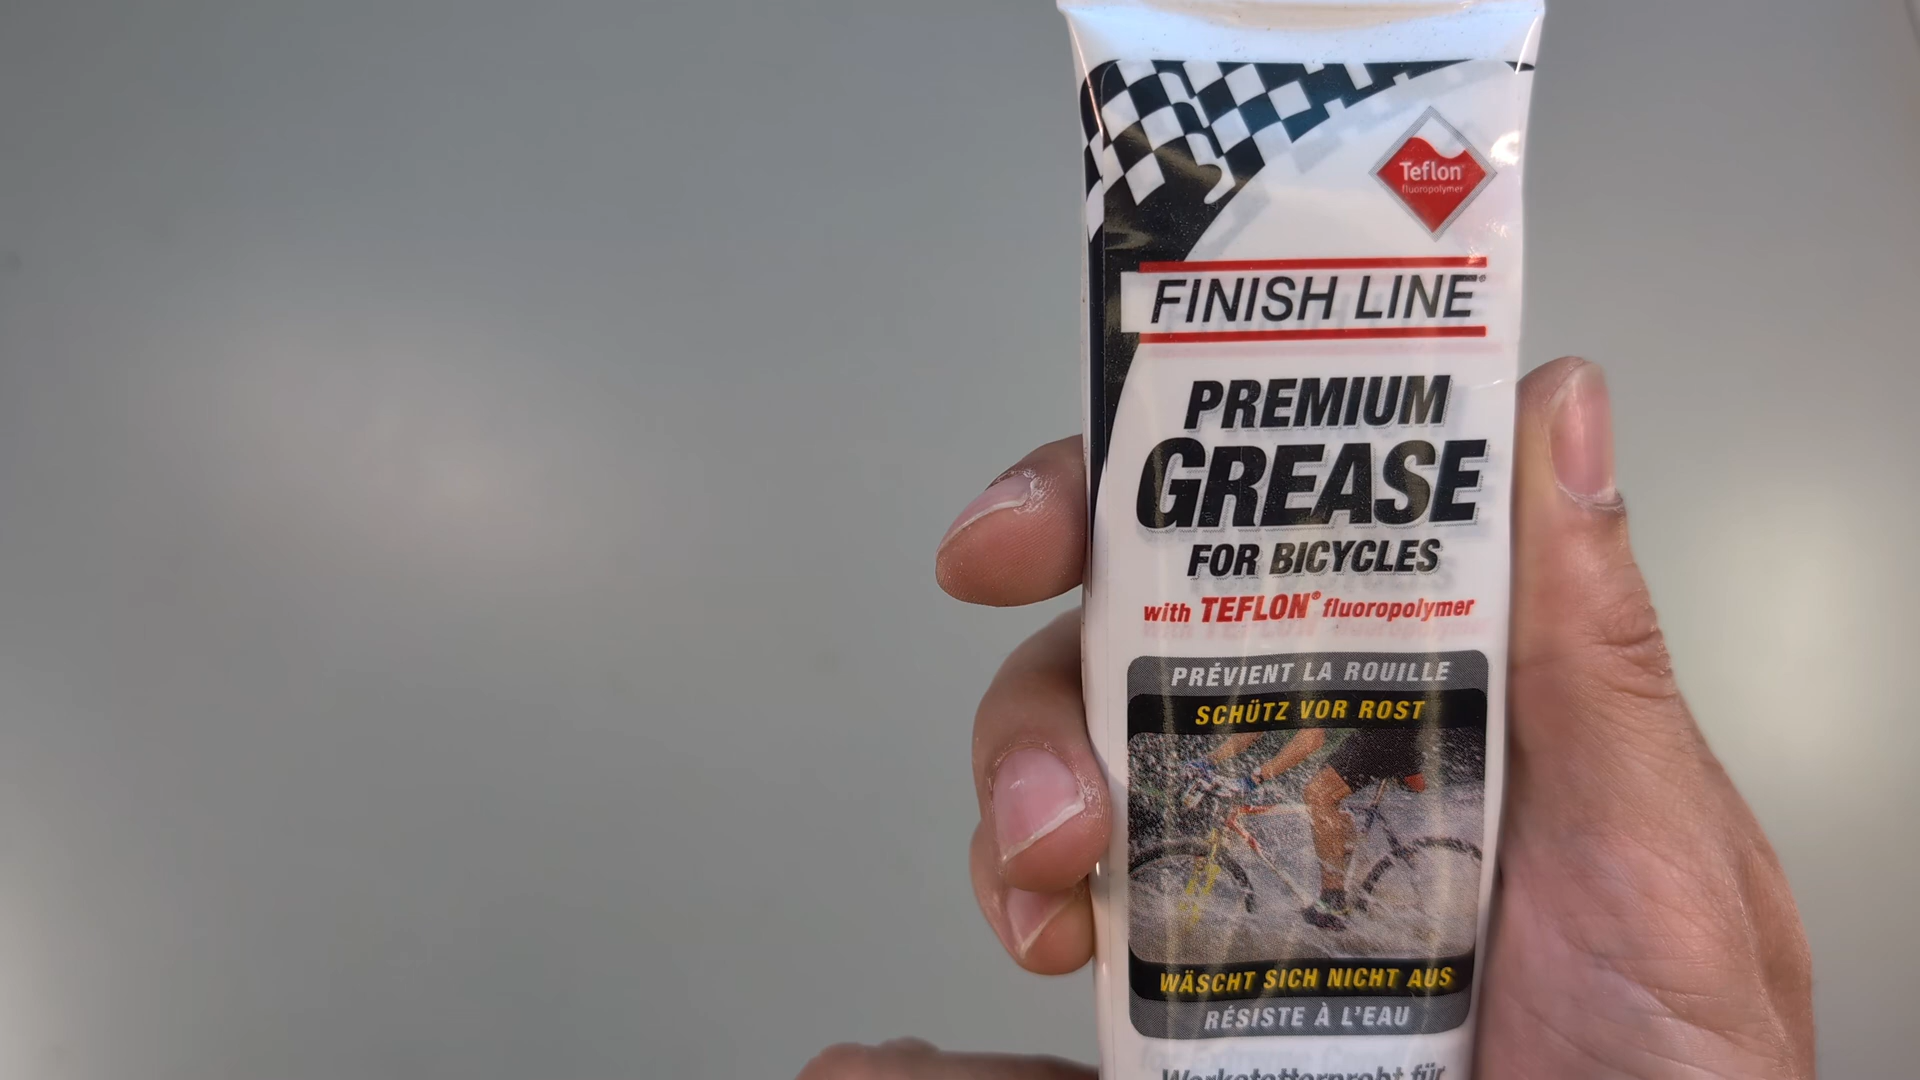 Teflon
fluoropolymer
FINISH LINE®
PREMIUM
GREASE
FOR BICYCLES
with TEFLON® fluoropolymer
PRÉVIENT LA ROUILLE
SCHÜTZ VOR ROST
WÄSCHT SICH NICHT AUS
RÉSISTE À L'EAU
für